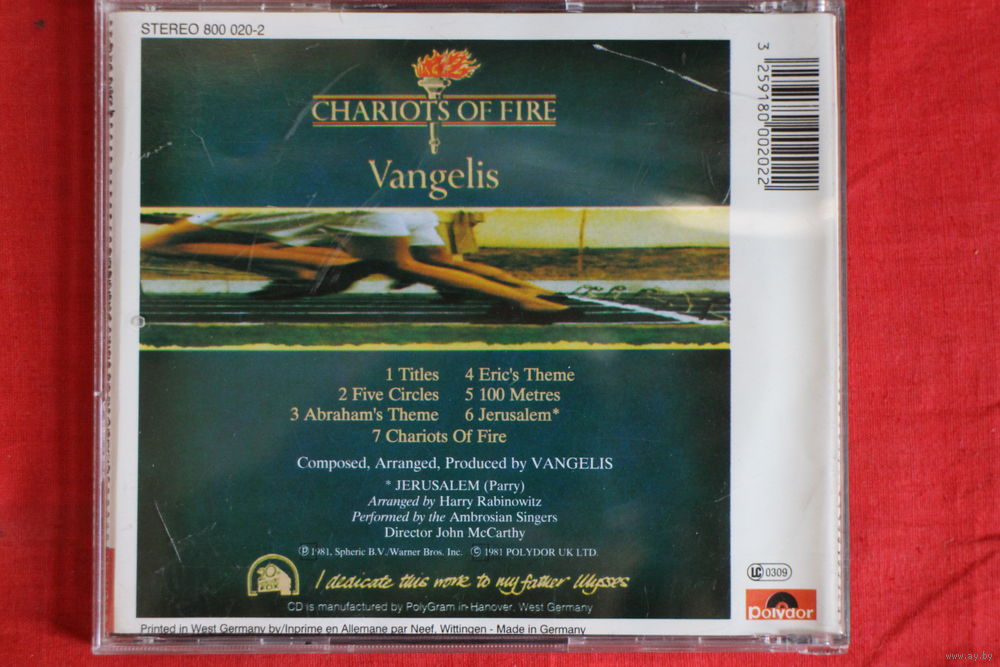 STEREO 800 020-2
CHARIOTS OF FIRE
Vangelis
1 Titles
4 Eric's Theme
2 Five Circles
5 100 Metres
3 Abraham's Theme
6 Jerusalem*
7 Chariots Of Fire
Composed, Arranged, Produced by VANGELIS
* JERUSALEM (Parry)
Arranged by Harry Rabinowitz
Performed by the Ambrosian Singers
Director John McCarthy
Ⓟ 1981, Spheric B.V./Warner Bros. Inc. © 1981 POLYDOR UK LTD.
I dedicate this work to my father Ulysses
CD is manufactured by PolyGram in Hanover, West Germany
Printed in West Germany by/Inprime en Allemane par Neef, Wittingen - Made in Germany
3 259180 002022
LC 0309
polydor
www.ay.by